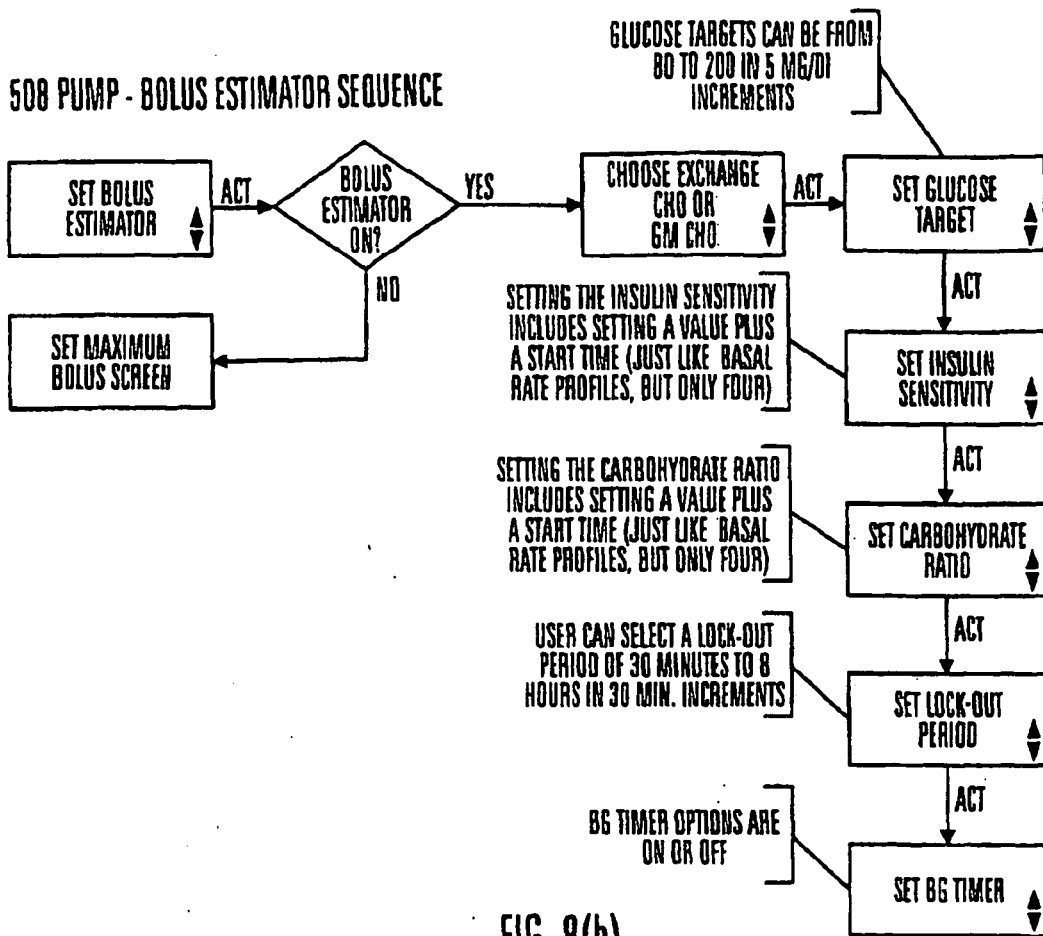 GLUCOSE TARGETS CAN BE FROM
80 TO 200 IN 5 MG/Dl
INCREMENTS
508 PUMP - BOLUS ESTIMATOR SEQUENCE
SET BOLUS
ESTIMATOR
ACT
BOLUS
ESTIMATOR
ON?
YES
CHOOSE EXCHANGE
CHO OR
GM CHO
ACT
SET GLUCOSE
TARGET
NO
ACT
SET MAXIMUM
BOLUS SCREEN
SETTING THE INSULIN SENSITIVITY
INCLUDES SETTING A VALUE PLUS
A START TIME (JUST LIKE BASAL
RATE PROFILES, BUT ONLY FOUR)
SET INSULIN
SENSITIVITY
ACT
SETTING THE CARBOHYDRATE RATIO
INCLUDES SETTING A VALUE PLUS
A START TIME (JUST LIKE BASAL
RATE PROFILES, BUT ONLY FOUR)
SET CARBOHYDRATE
RATIO
ACT
USER CAN SELECT A LOCK-OUT
PERIOD OF 30 MINUTES TO 8
HOURS IN 30 MIN. INCREMENTS
SET LOCK-OUT
PERIOD
ACT
BG TIMER OPTIONS ARE
ON OR OFF
SET BG TIMER
FIG. 8(b)